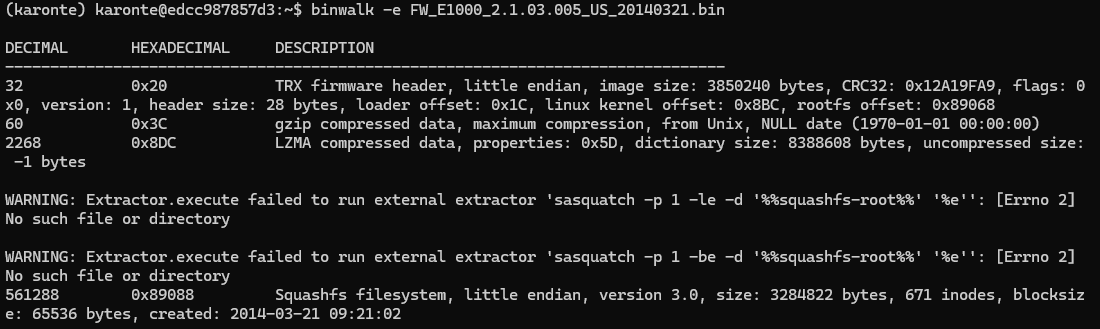 (karonte) karonte@edcc987857d3:~$ binwalk -e FW_E1000_2.1.03.005_US_20140321.bin
DECIMAL       HEXADECIMAL     DESCRIPTION
--------------------------------------------------------------------------------
32            0x20            TRX firmware header, little endian, image size: 3850240 bytes, CRC32: 0x12A19FA9, flags: 0
x0, version: 1, header size: 28 bytes, loader offset: 0x1C, linux kernel offset: 0x8BC, rootfs offset: 0x89068
60            0x3C            gzip compressed data, maximum compression, from Unix, NULL date (1970-01-01 00:00:00)
2268          0x8DC           LZMA compressed data, properties: 0x5D, dictionary size: 8388608 bytes, uncompressed size:
 -1 bytes
WARNING: Extractor.execute failed to run external extractor 'sasquatch -p 1 -le -d '%%squashfs-root%%' '%e'': [Errno 2]
No such file or directory
WARNING: Extractor.execute failed to run external extractor 'sasquatch -p 1 -be -d '%%squashfs-root%%' '%e'': [Errno 2]
No such file or directory
561288        0x89088         Squashfs filesystem, little endian, version 3.0, size: 3284822 bytes, 671 inodes, blocksiz
e: 65536 bytes, created: 2014-03-21 09:21:02